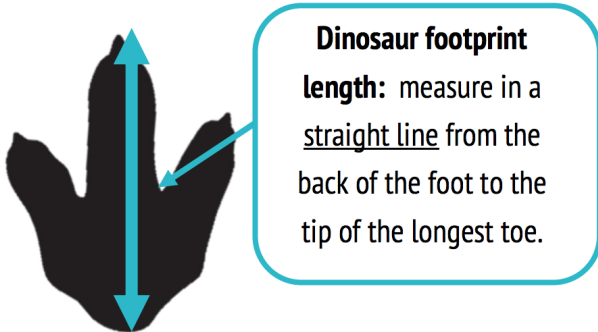 Dinosaur footprint
length: measure in a
straight line from the
back of the foot to the
tip of the longest toe.